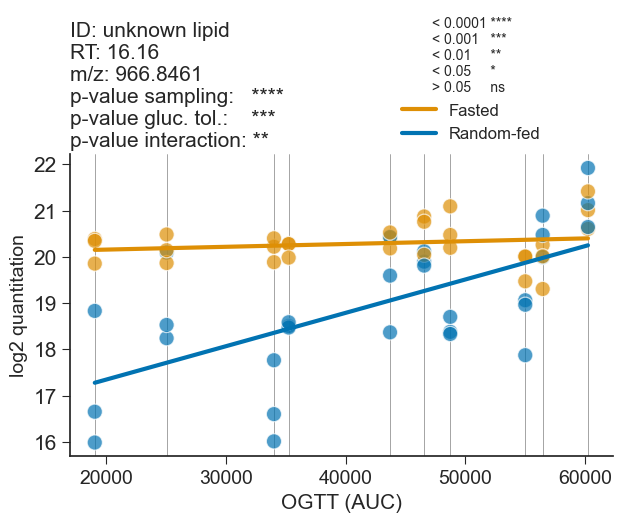 ID: unknown lipid
RT: 16.16
m/z: 966.8461
p-value sampling: ****
p-value gluc. tol.: ***
p-value interaction: **
< 0.0001 ****
< 0.001 ***
< 0.01 **
< 0.05 *
> 0.05 ns
Fasted
Random-fed
22
21
20
19
18
17
16
log2 quantitation
20000 30000 40000 50000 60000
OGTT (AUC)